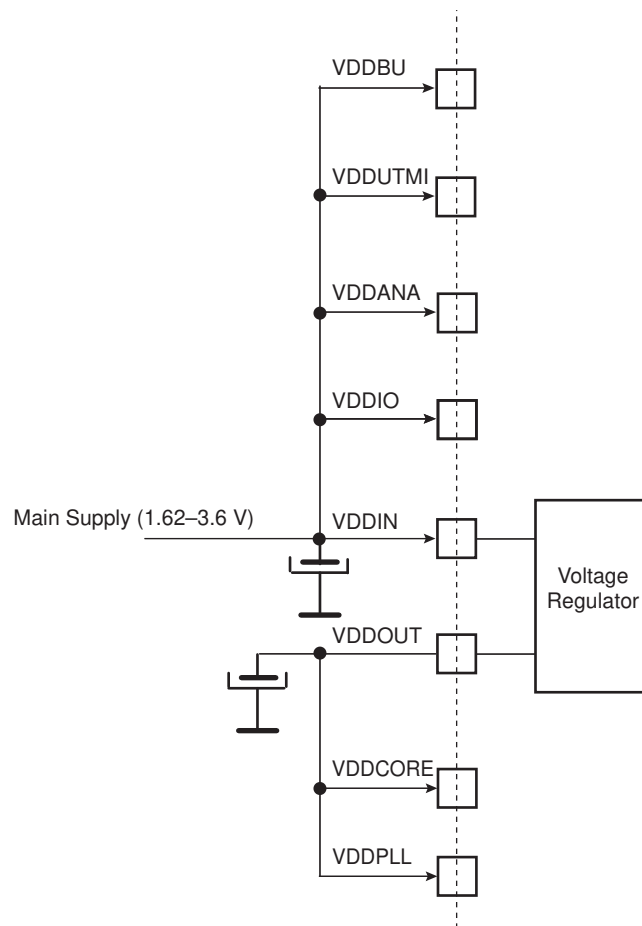 VDDBU
VDDUTMI
VDDANA
VDDIO
Main Supply (1.62–3.6 V)
VDDIN
Voltage
Regulator
VDDOUT
VDDCORE
VDDPLL